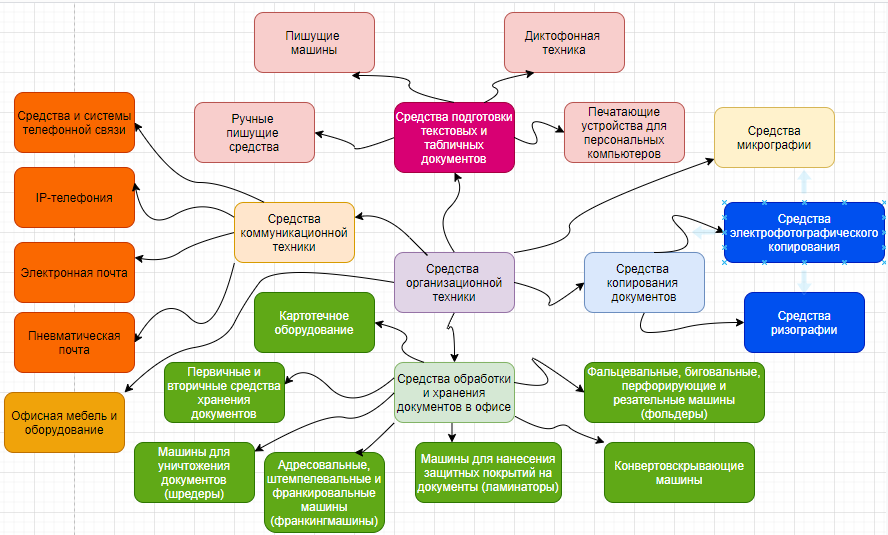 Пишущие
машины
Диктофонная
техника
Средства и системы
телефонной связи
Ручные
пишущие
средства
Средства подготовки
текстовых и
табличных
документов
Печатающие
устройства для
персональных
компьютеров
Средства
микрографии
IP-телефония
Средства
коммуникационной
техники
Средства
электрофотографического
копирования
Электронная почта
Средства
организационной
техники
Средства
копирования
документов
Пневматическая
почта
Картотечное
оборудование
Средства
ризографии
Первичные и
вторичные средства
хранения
документов
Средства обработки
и хранения
документов в офисе
Фальцевальные, биговальные,
перфорирующие и
резательные машины
(фольдеры)
Офисная мебель и
оборудование
Машины для
уничтожения
документов
(шредеры)
Адресовальные,
штемпелевальные и
франкировальные
машины
(франкингмашины)
Машины для нанесения
защитных покрытий на
документы (ламинаторы)
Конвертовскрывающие
машины